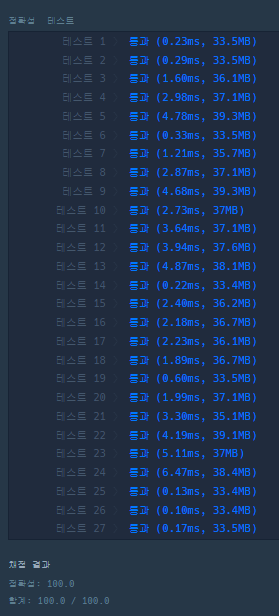 정확성 테스트
테스트 1 〉 통과 (0.23ms, 33.5MB)
테스트 2 〉 통과 (0.29ms, 33.5MB)
테스트 3 〉 통과 (1.60ms, 36.1MB)
테스트 4 〉 통과 (2.98ms, 37.1MB)
테스트 5 〉 통과 (4.78ms, 39.3MB)
테스트 6 〉 통과 (0.33ms, 33.5MB)
테스트 7 〉 통과 (1.21ms, 35.7MB)
테스트 8 〉 통과 (2.87ms, 37.1MB)
테스트 9 〉 통과 (4.68ms, 39.3MB)
테스트 10 〉 통과 (2.73ms, 37MB)
테스트 11 〉 통과 (3.64ms, 37.1MB)
테스트 12 〉 통과 (3.94ms, 37.6MB)
테스트 13 〉 통과 (4.87ms, 38.1MB)
테스트 14 〉 통과 (0.22ms, 33.4MB)
테스트 15 〉 통과 (2.40ms, 36.2MB)
테스트 16 〉 통과 (2.18ms, 36.7MB)
테스트 17 〉 통과 (2.23ms, 36.1MB)
테스트 18 〉 통과 (1.89ms, 36.7MB)
테스트 19 〉 통과 (0.60ms, 33.5MB)
테스트 20 〉 통과 (1.99ms, 37.1MB)
테스트 21 〉 통과 (3.30ms, 35.1MB)
테스트 22 〉 통과 (4.19ms, 39.1MB)
테스트 23 〉 통과 (5.11ms, 37MB)
테스트 24 〉 통과 (6.47ms, 38.4MB)
테스트 25 〉 통과 (0.13ms, 33.4MB)
테스트 26 〉 통과 (0.10ms, 33.4MB)
테스트 27 〉 통과 (0.17ms, 33.5MB)
채점 결과
정확성: 100.0
합계: 100.0 / 100.0